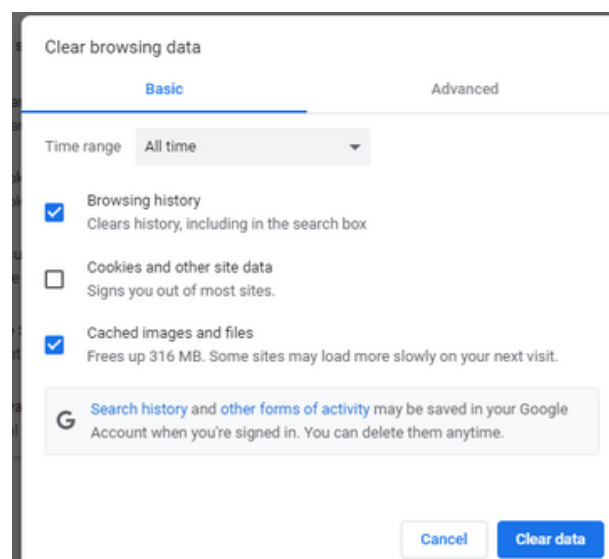 Clear browsing data
Basic
Advanced
Time range
All time
Browsing history
Clears history, including in the search box
Cookies and other site data
Signs you out of most sites.
Cached images and files
Frees up 316 MB. Some sites may load more slowly on your next visit.
G
Search history and other forms of activity may be saved in your Google
Account when you're signed in. You can delete them anytime.
Cancel
Clear data